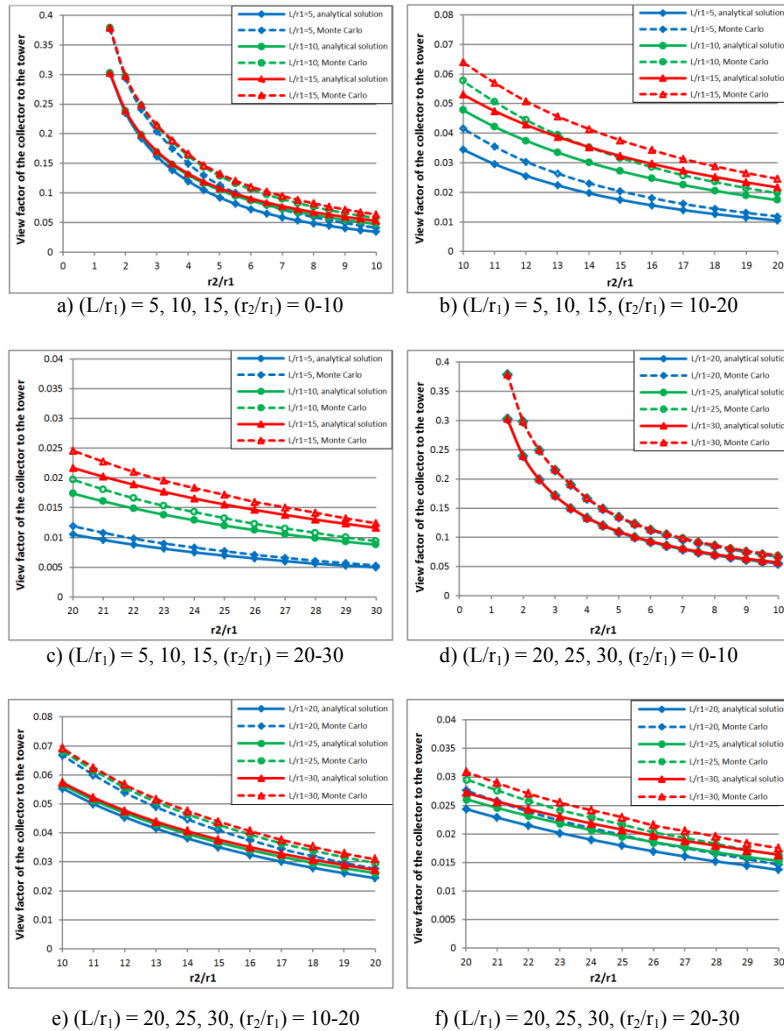 View factor of the collector to the tower
0.4
0.35
0.3
0.25
0.2
0.15
0.1
0.05
0
L/r1=5, analytical solution
L/r1=5, Monte Carlo
L/r1=10, analytical solution
L/r1=10, Monte Carlo
L/r1=15, analytical solution
L/r1=15, Monte Carlo
0 1 2 3 4 5 6 7 8 9 10
r2/r1
a) (L/r₁) = 5, 10, 15, (r₂/r₁) = 0-10
View factor of the collector to the tower
0.08
0.07
0.06
0.05
0.04
0.03
0.02
0.01
0
L/r1=5, analytical solution
L/r1=5, Monte Carlo
L/r1=10, analytical solution
L/r1=10, Monte Carlo
L/r1=15, analytical solution
L/r1=15, Monte Carlo
10 11 12 13 14 15 16 17 18 19 20
r2/r1
b) (L/r₁) = 5, 10, 15, (r₂/r₁) = 10-20
View factor of the collector to the tower
0.04
0.035
0.03
0.025
0.02
0.015
0.01
0.005
0
L/r1=5, analytical solution
L/r1=5, Monte Carlo
L/r1=10, analytical solution
L/r1=10, Monte Carlo
L/r1=15, analytical solution
L/r1=15, Monte Carlo
20 21 22 23 24 25 26 27 28 29 30
r2/r1
c) (L/r₁) = 5, 10, 15, (r₂/r₁) = 20-30
View factor of the collector to the tower
0.4
0.35
0.3
0.25
0.2
0.15
0.1
0.05
0
L/r1=20, analytical solution
L/r1=20, Monte Carlo
L/r1=25, analytical solution
L/r1=25, Monte Carlo
L/r1=30, analytical solution
L/r1=30, Monte Carlo
0 1 2 3 4 5 6 7 8 9 10
r2/r1
d) (L/r₁) = 20, 25, 30, (r₂/r₁) = 0-10
View factor of the collector to the tower
0.08
0.07
0.06
0.05
0.04
0.03
0.02
0.01
0
L/r1=20, analytical solution
L/r1=20, Monte Carlo
L/r1=25, analytical solution
L/r1=25, Monte Carlo
L/r1=30, analytical solution
L/r1=30, Monte Carlo
10 11 12 13 14 15 16 17 18 19 20
r2/r1
e) (L/r₁) = 20, 25, 30, (r₂/r₁) = 10-20
View factor of the collector to the tower
0.04
0.035
0.03
0.025
0.02
0.015
0.01
0.005
0
L/r1=20, analytical solution
L/r1=20, Monte Carlo
L/r1=25, analytical solution
L/r1=25, Monte Carlo
L/r1=30, analytical solution
L/r1=30, Monte Carlo
20 21 22 23 24 25 26 27 28 29 30
r2/r1
f) (L/r₁) = 20, 25, 30, (r₂/r₁) = 20-30